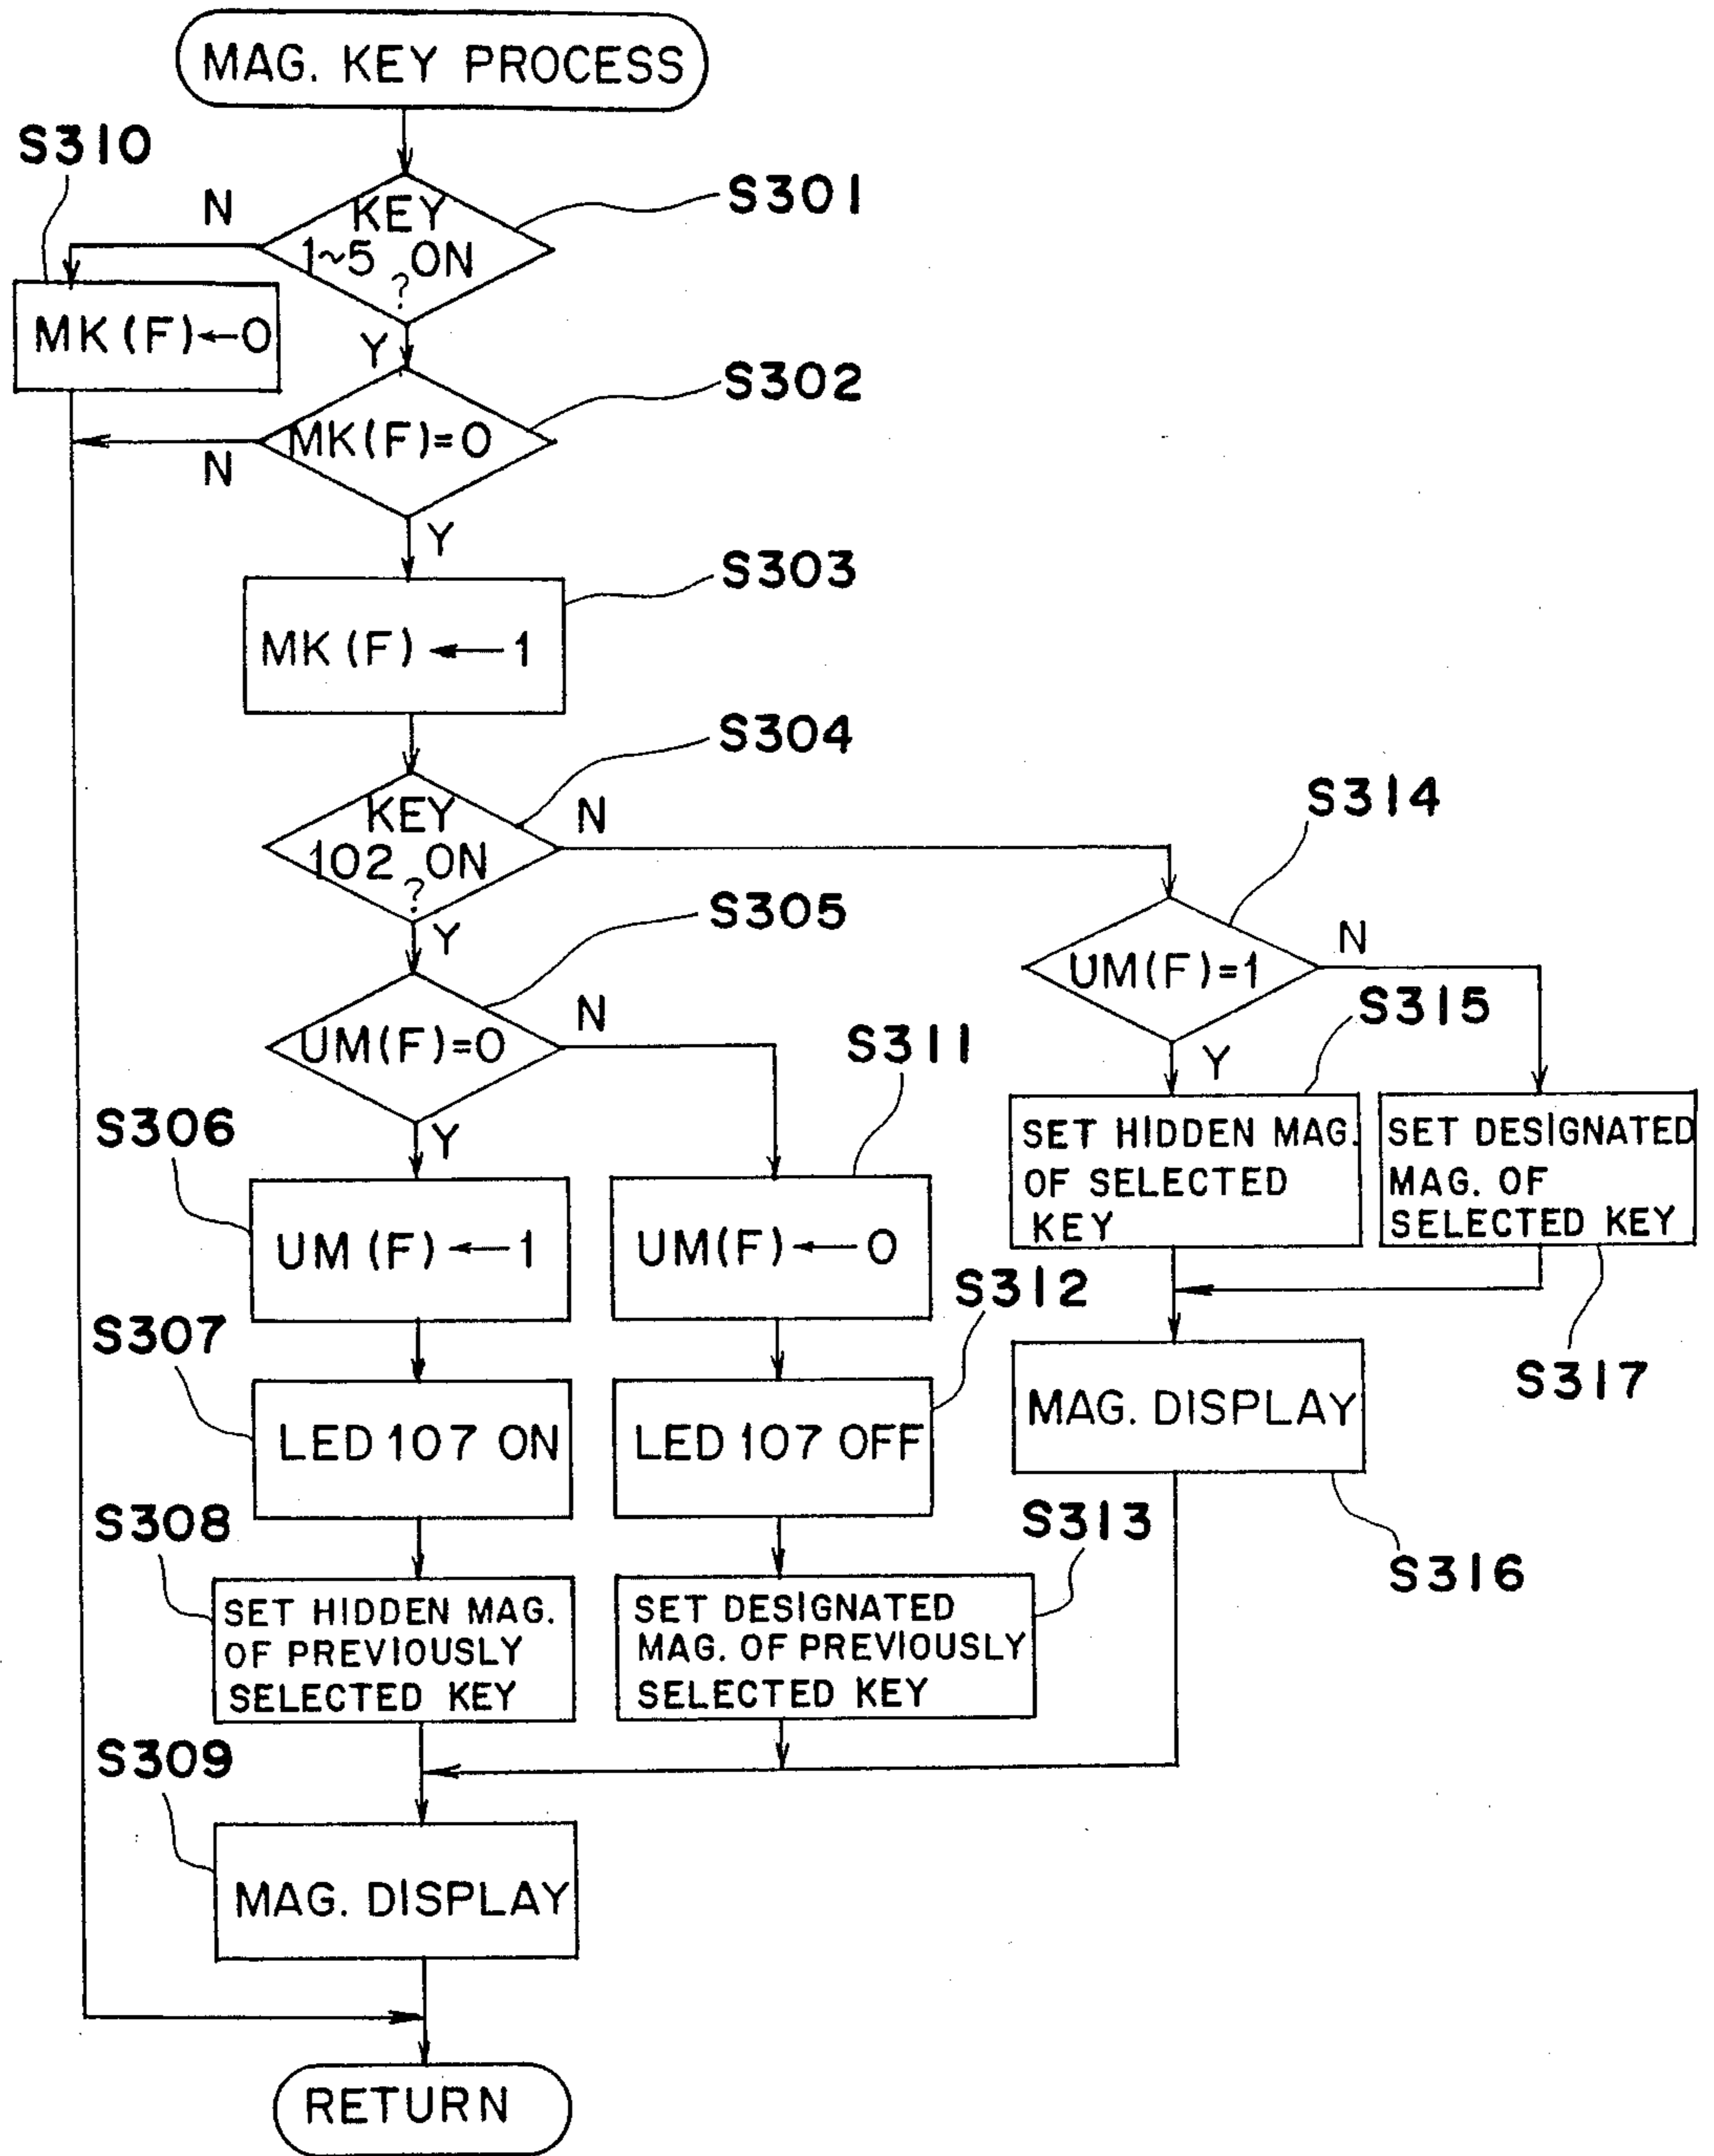 MAG. KEY PROCESS
S310
S301
N
KEY
1~5 ON
?
MK(F)←0
Y
S302
MK(F)=0
N
Y
S303
MK(F)←1
S304
KEY
102 ON
?
N
S314
Y
S305
UM(F)=1
N
S315
UM(F)=0
N
S311
Y
S306
Y
SET HIDDEN MAG.
OF SELECTED
KEY
SET DESIGNATED
MAG. OF
SELECTED KEY
UM(F)←1
UM(F)←0
S312
S307
S317
LED 107 ON
LED 107 OFF
MAG. DISPLAY
S308
S313
S316
SET HIDDEN MAG.
OF PREVIOUSLY
SELECTED KEY
SET DESIGNATED
MAG. OF PREVIOUSLY
SELECTED KEY
S309
MAG. DISPLAY
RETURN